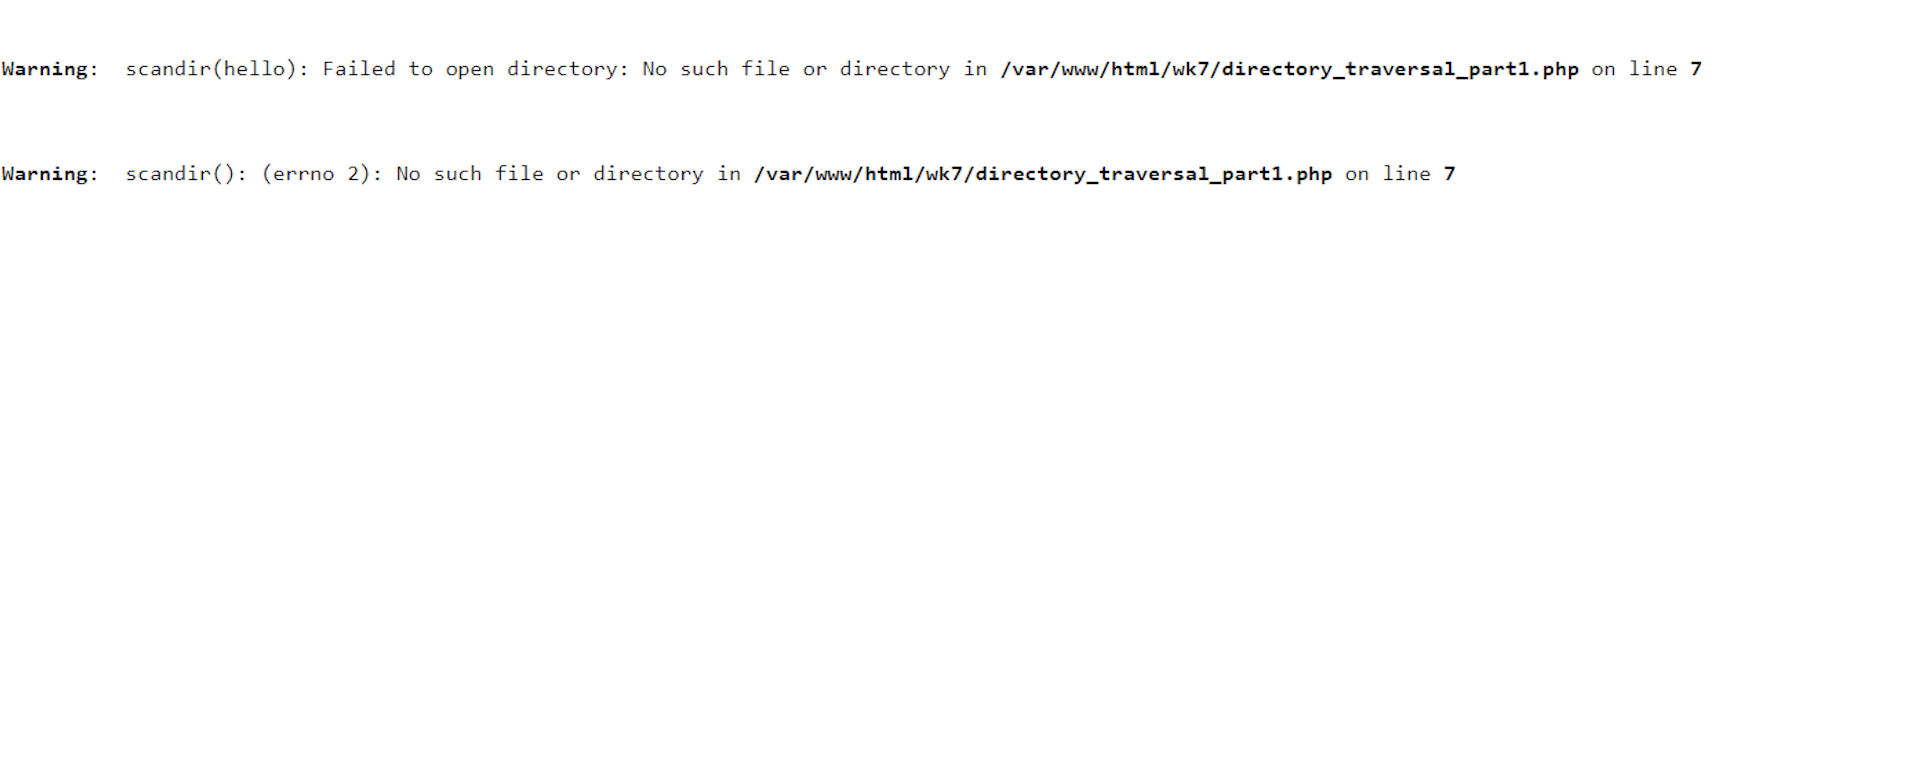 Warning:  scandir(hello): Failed to open directory: No such file or directory in /var/www/html/wk7/directory_traversal_part1.php on line 7
Warning:  scandir(): (errno 2): No such file or directory in /var/www/html/wk7/directory_traversal_part1.php on line 7